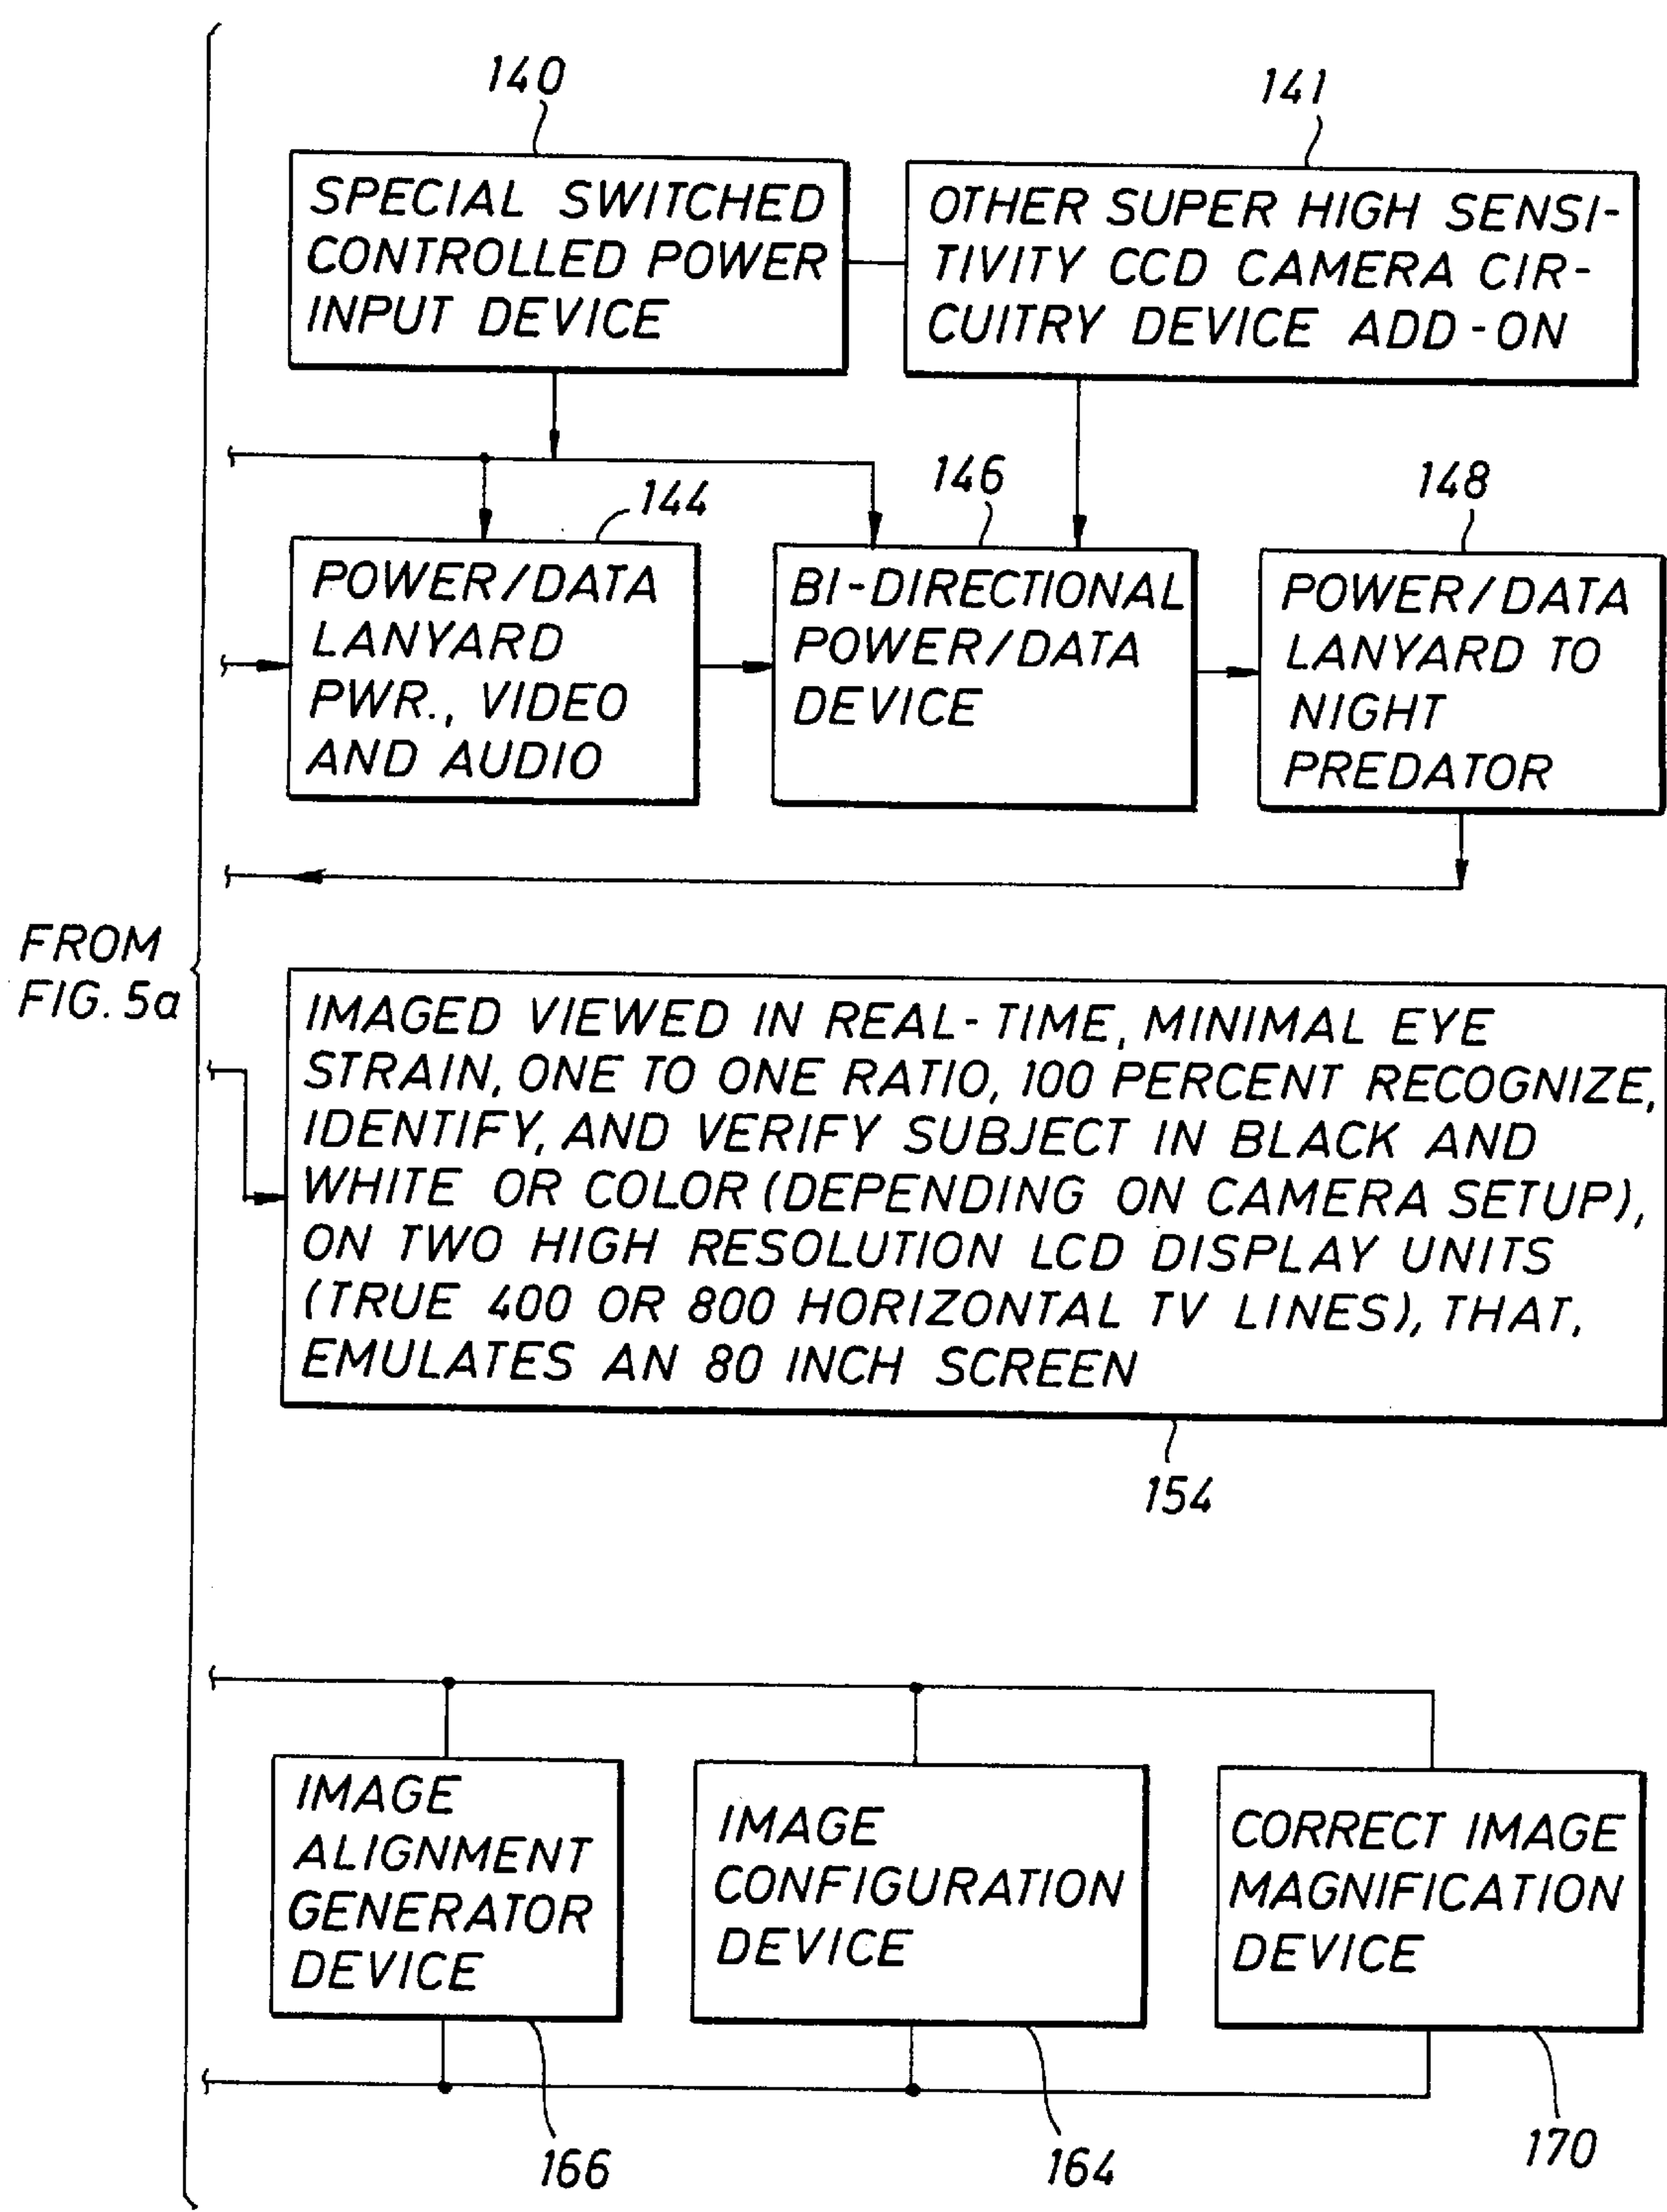 140
141
SPECIAL SWITCHED
CONTROLLED POWER
INPUT DEVICE
OTHER SUPER HIGH SENSI-
TIVITY CCD CAMERA CIR-
CUITRY DEVICE ADD-ON
144
146
148
POWER/DATA
LANYARD
PWR., VIDEO
AND AUDIO
BI-DIRECTIONAL
POWER/DATA
DEVICE
POWER/DATA
LANYARD TO
NIGHT
PREDATOR
FROM
FIG. 5a
IMAGED VIEWED IN REAL-TIME, MINIMAL EYE
STRAIN, ONE TO ONE RATIO, 100 PERCENT RECOGNIZE,
IDENTIFY, AND VERIFY SUBJECT IN BLACK AND
WHITE OR COLOR (DEPENDING ON CAMERA SETUP),
ON TWO HIGH RESOLUTION LCD DISPLAY UNITS
(TRUE 400 OR 800 HORIZONTAL TV LINES), THAT,
EMULATES AN 80 INCH SCREEN
154
IMAGE
ALIGNMENT
GENERATOR
DEVICE
IMAGE
CONFIGURATION
DEVICE
CORRECT IMAGE
MAGNIFICATION
DEVICE
166
164
170